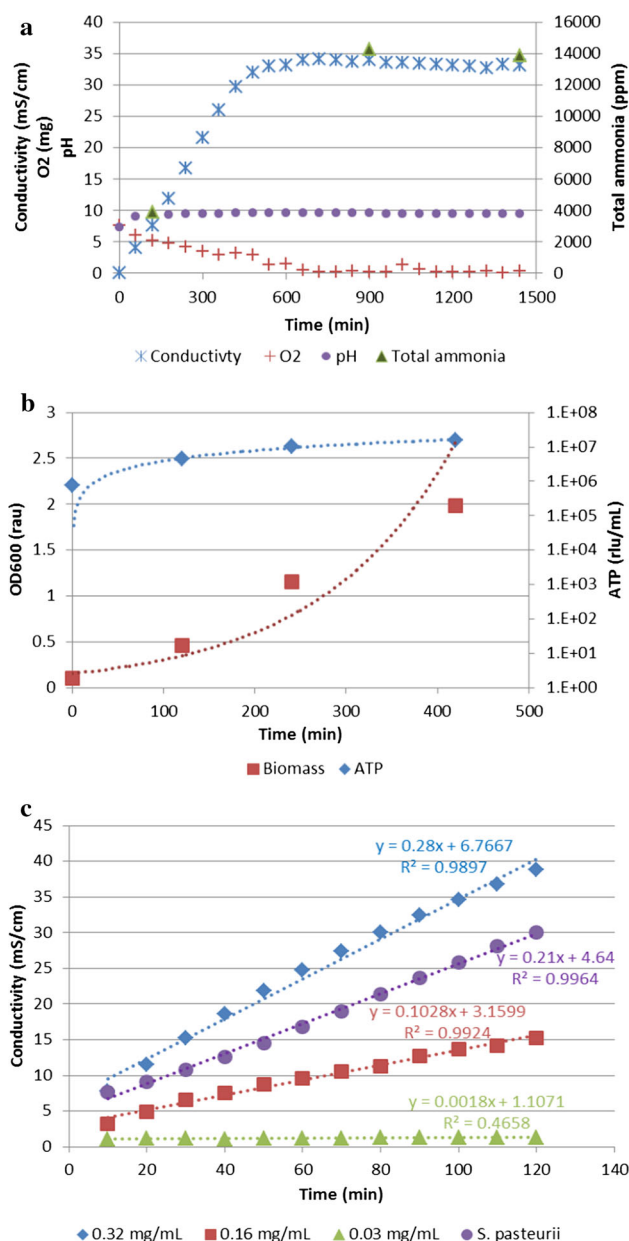 a
Conductivity (mS/cm)
O2 (mg)
pH
40
35
30
25
20
15
10
5
0
16000
14000
12000
10000
8000
6000
4000
2000
0
Total ammonia (ppm)
0 300 600 900 1200 1500
Time (min)
Conductivty O2 pH Total ammonia
b
OD600 (rau)
3
2.5
2
1.5
1
0.5
0
1.E+08
1.E+07
1.E+06
1.E+05
1.E+04
1.E+03
1.E+02
1.E+01
1.E+00
ATP (rlu/mL)
0 100 200 300 400 500
Time (min)
Biomass ATP
c
Conductivity (mS/cm)
45
40
35
30
25
20
15
10
5
0
y = 0.28x + 6.7667
R² = 0.9897
y = 0.21x + 4.64
R² = 0.9964
y = 0.1028x + 3.1599
R² = 0.9924
y = 0.0018x + 1.1071
R² = 0.4658
0 20 40 60 80 100 120 140
Time (min)
0.32 mg/mL 0.16 mg/mL 0.03 mg/mL S. pasteurii